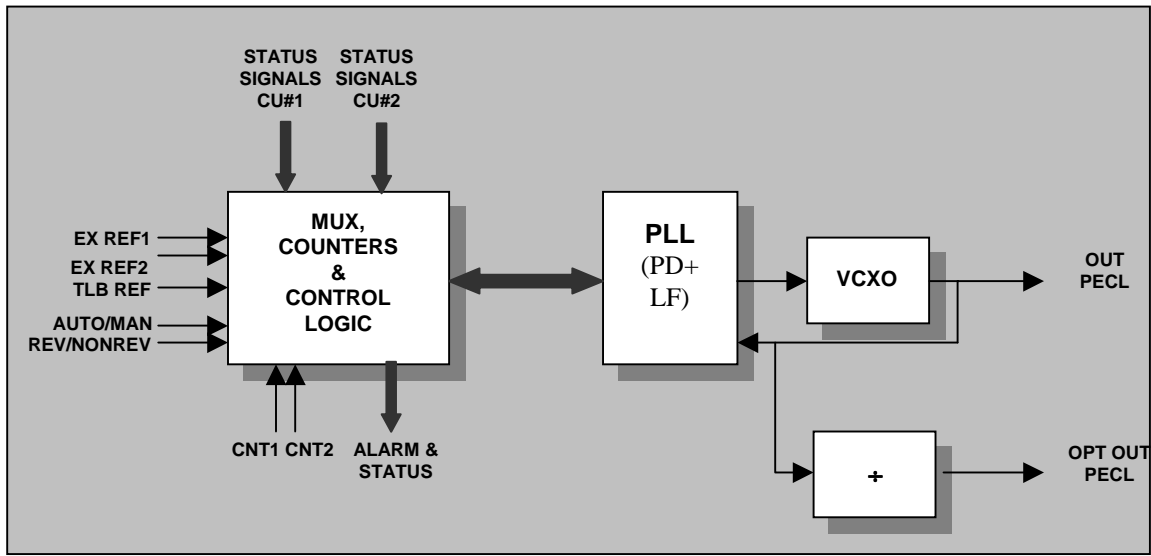 STATUS
SIGNALS
CU#1
STATUS
SIGNALS
CU#2
EX REF1
EX REF2
TLB REF
AUTO/MAN
REV/NONREV
MUX,
COUNTERS
&
CONTROL
LOGIC
CNT1 CNT2
ALARM &
STATUS
PLL
(PD+
LF)
VCXO
OUT
PECL
÷
OPT OUT
PECL